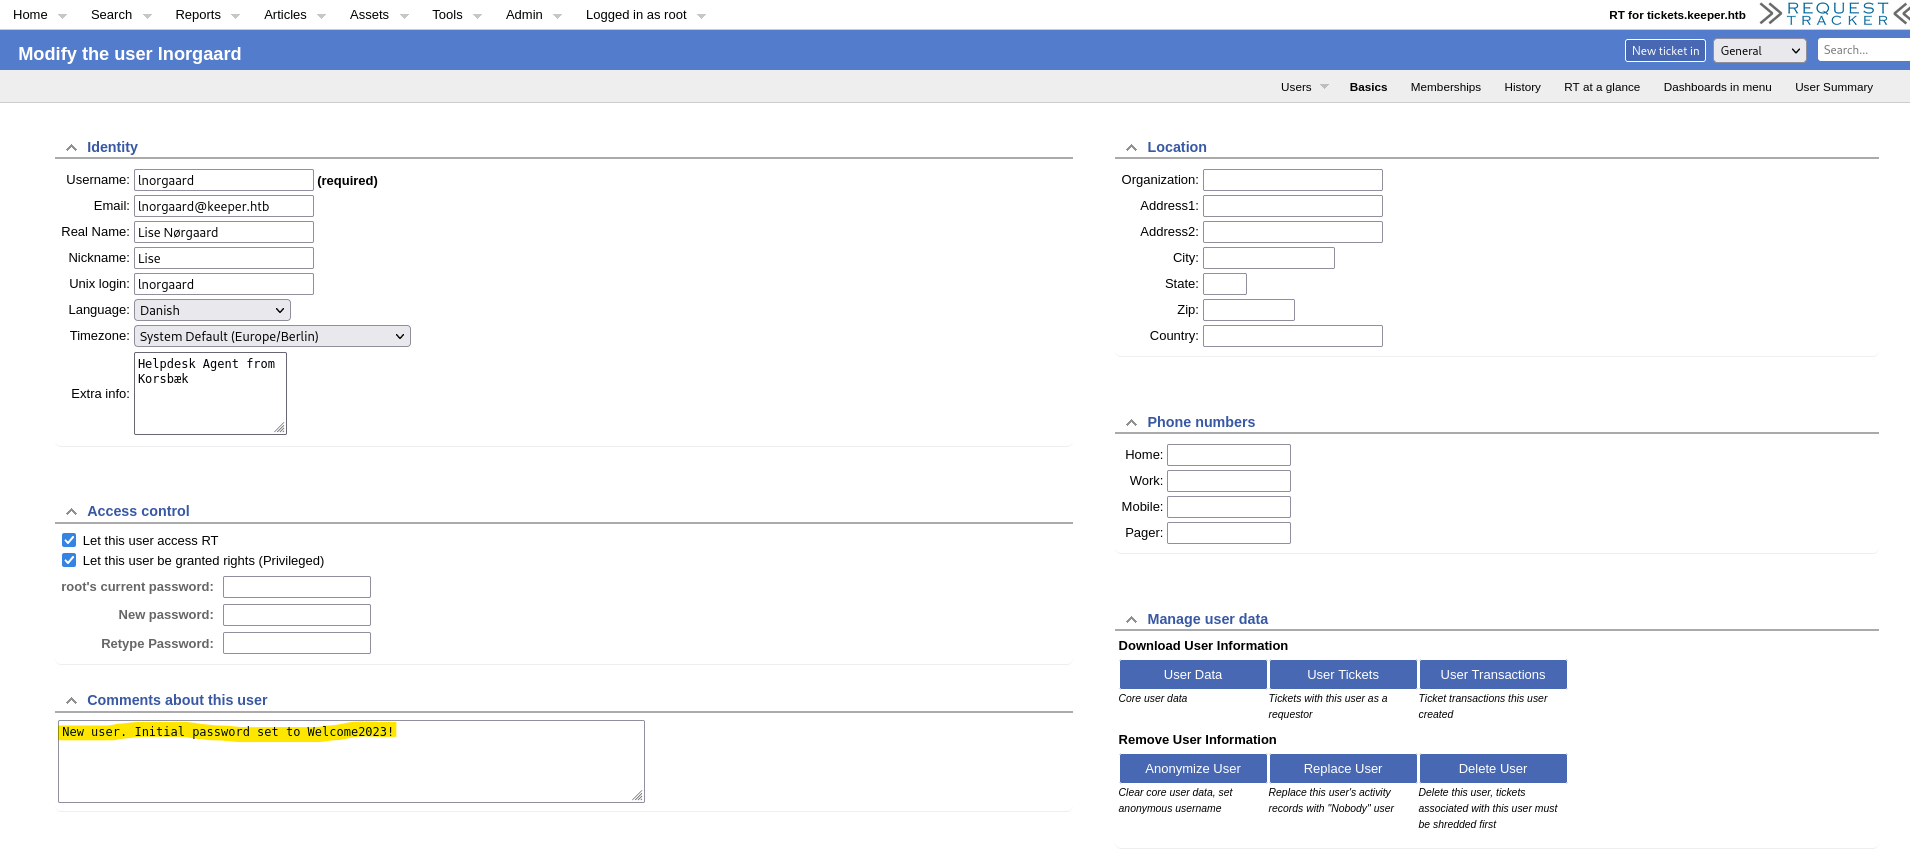 Home Search Reports Articles Assets Tools Admin Logged in as root RT for tickets.keeper.htb REQUEST TRACKER
Modify the user lnorgaard New ticket in General Search...
Users Basics Memberships History RT at a glance Dashboards in menu User Summary
Identity
Username: lnorgaard (required)
Email: lnorgaard@keeper.htb
Real Name: Lise Nørgaard
Nickname: Lise
Unix login: lnorgaard
Language: Danish
Timezone: System Default (Europe/Berlin)
Extra info: Helpdesk Agent from
Korsbæk
Access control
Let this user access RT
Let this user be granted rights (Privileged)
root's current password:
New password:
Retype Password:
Comments about this user
New user. Initial password set to Welcome2023!
Location
Organization:
Address1:
Address2:
City:
State:
Zip:
Country:
Phone numbers
Home:
Work:
Mobile:
Pager:
Manage user data
Download User Information
User Data User Tickets User Transactions
Core user data Tickets with this user as a Ticket transactions this user
requestor created
Remove User Information
Anonymize User Replace User Delete User
Clear core user data, set Replace this user's activity Delete this user, tickets
anonymous username records with "Nobody" user associated with this user must
be shredded first